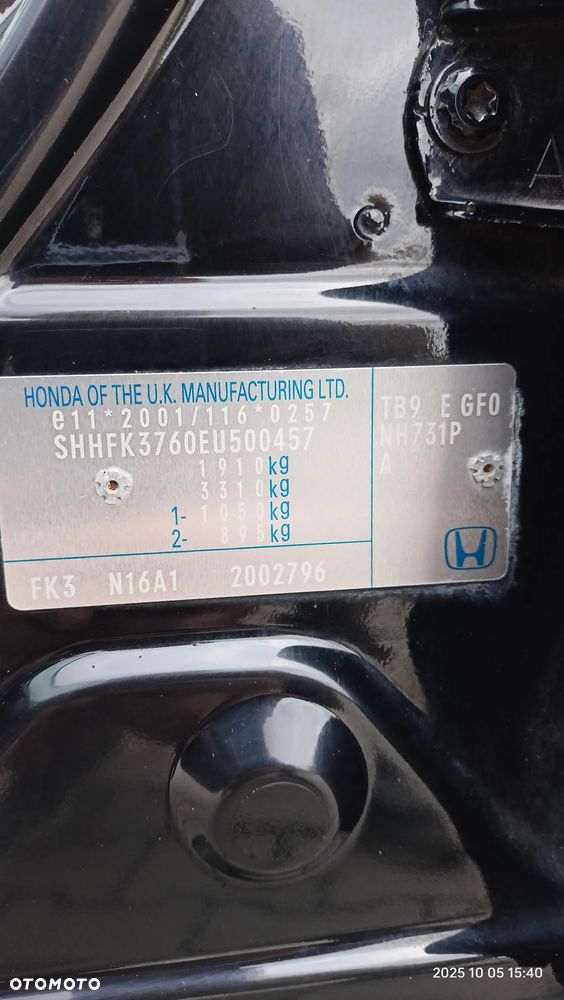 A
HONDA OF THE U.K. MANUFACTURING LTD.
e11*2001/116*0257
SHHFK3760EU500457
1910kg
3310kg
1- 1050kg
2- 895kg
FK3 N16A1 2002796
TB9 E GF0
NH731P
A
OTOMOTO
2025 10 05 15:40